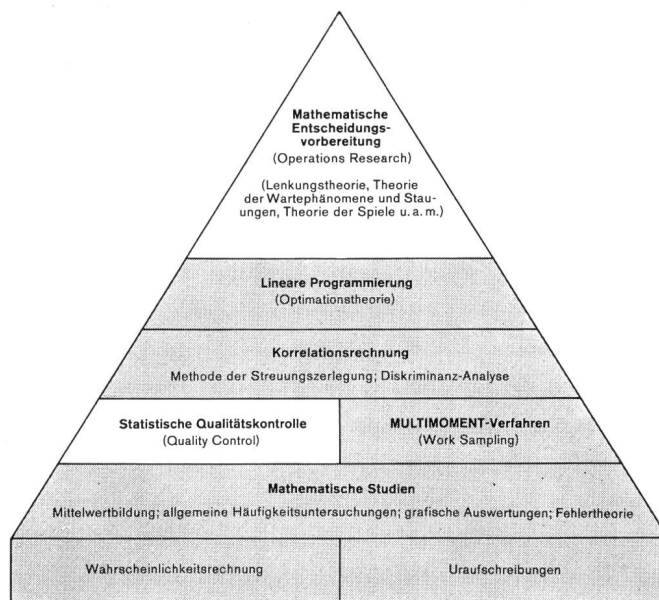 Mathematische
Entscheidungs-
vorbereitung
(Operations Research)
(Lenkungstheorie, Theorie
der Wartephänomene und Stau-
ungen, Theorie der Spiele u. a. m.)
Lineare Programmierung
(Optimationstheorie)
Korrelationsrechnung
Methode der Streuungszerlegung; Diskriminanz-Analyse
Statistische Qualitätskontrolle
(Quality Control)
MULTIMOMENT-Verfahren
(Work Sampling)
Mathematische Studien
Mittelwertbildung; allgemeine Häufigkeitsuntersuchungen; grafische Auswertungen; Fehlertheorie
Wahrscheinlichkeitsrechnung
Uraufschreibungen